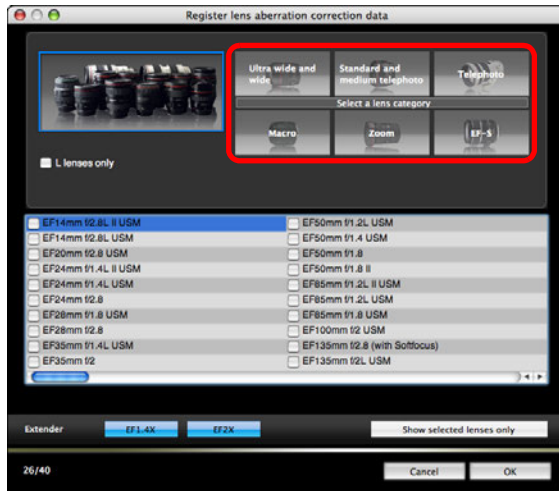 Register lens aberration correction data
Ultra wide and wide
Standard and medium telephoto
Telephoto
Select a lens category
Macro
Zoom
EF-S
L lenses only
EF14mm f/2.8L II USM
EF14mm f/2.8L USM
EF20mm f/2.8 USM
EF24mm f/1.4L II USM
EF24mm f/1.4L USM
EF24mm f/2.8
EF28mm f/1.8 USM
EF28mm f/2.8
EF35mm f/1.4L USM
EF35mm f/2
EF50mm f/1.2L USM
EF50mm f/1.4 USM
EF50mm f/1.8
EF50mm f/1.8 II
EF85mm f/1.2L II USM
EF85mm f/1.2L USM
EF85mm f/1.8 USM
EF100mm f/2 USM
EF135mm f/2.8 (with Softfocus)
EF135mm f/2L USM
Extender
EF1.4X
EF2X
Show selected lenses only
26/40
Cancel
OK